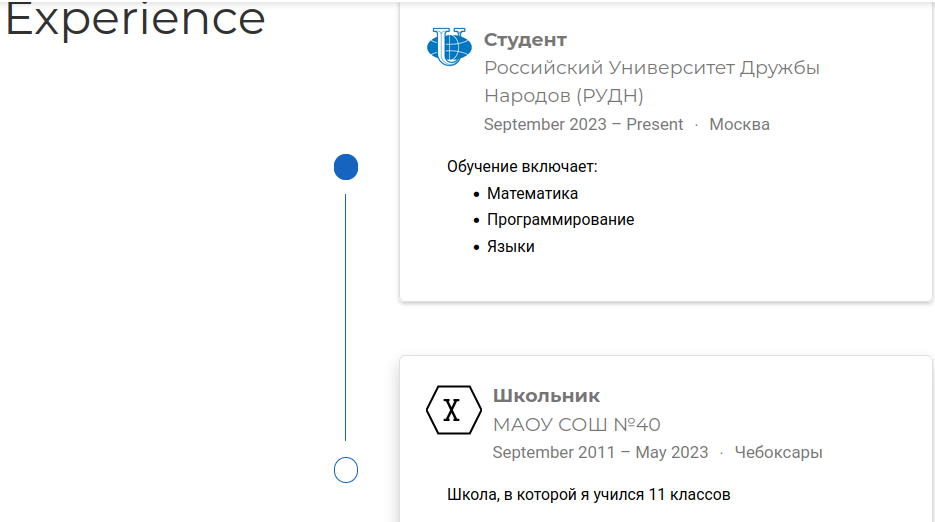 Experience
Студент
Российский Университет Дружбы
Народов (РУДН)
September 2023 – Present · Москва
Обучение включает:
• Математика
• Программирование
• Языки
X
Школьник
МАОУ СОШ №40
September 2011 – May 2023 · Чебоксары
Школа, в которой я учился 11 классов